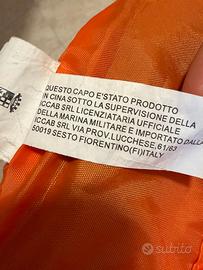 QUESTO CAPO E'STATO PRODOTTO
IN CINA SOTTO LA SUPERVISIONE DELLA
ICCAB SRL LICENZIATARIA UFFICIALE
DELLA MARINA MILITARE E IMPORTATO DALLA
ICCAB SRL VIA PROV.LUCCHESE,61/63
50019 SESTO FIORENTINO(FI)ITALY
subito